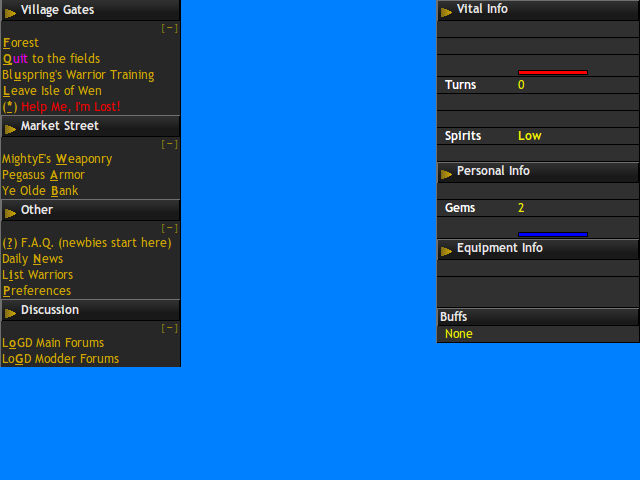 Village Gates
[-]
Forest
Quit to the fields
Bluspring's Warrior Training
Leave Isle of Wen
(*) Help Me, I'm Lost!
Market Street
[-]
MightyE's Weaponry
Pegasus Armor
Ye Olde Bank
Other
[-]
(?) F.A.Q. (newbies start here)
Daily News
List Warriors
Preferences
Discussion
[-]
LoGD Main Forums
LoGD Modder Forums
Vital Info
Turns 0
Spirits Low
Personal Info
Gems 2
Equipment Info
Buffs
None